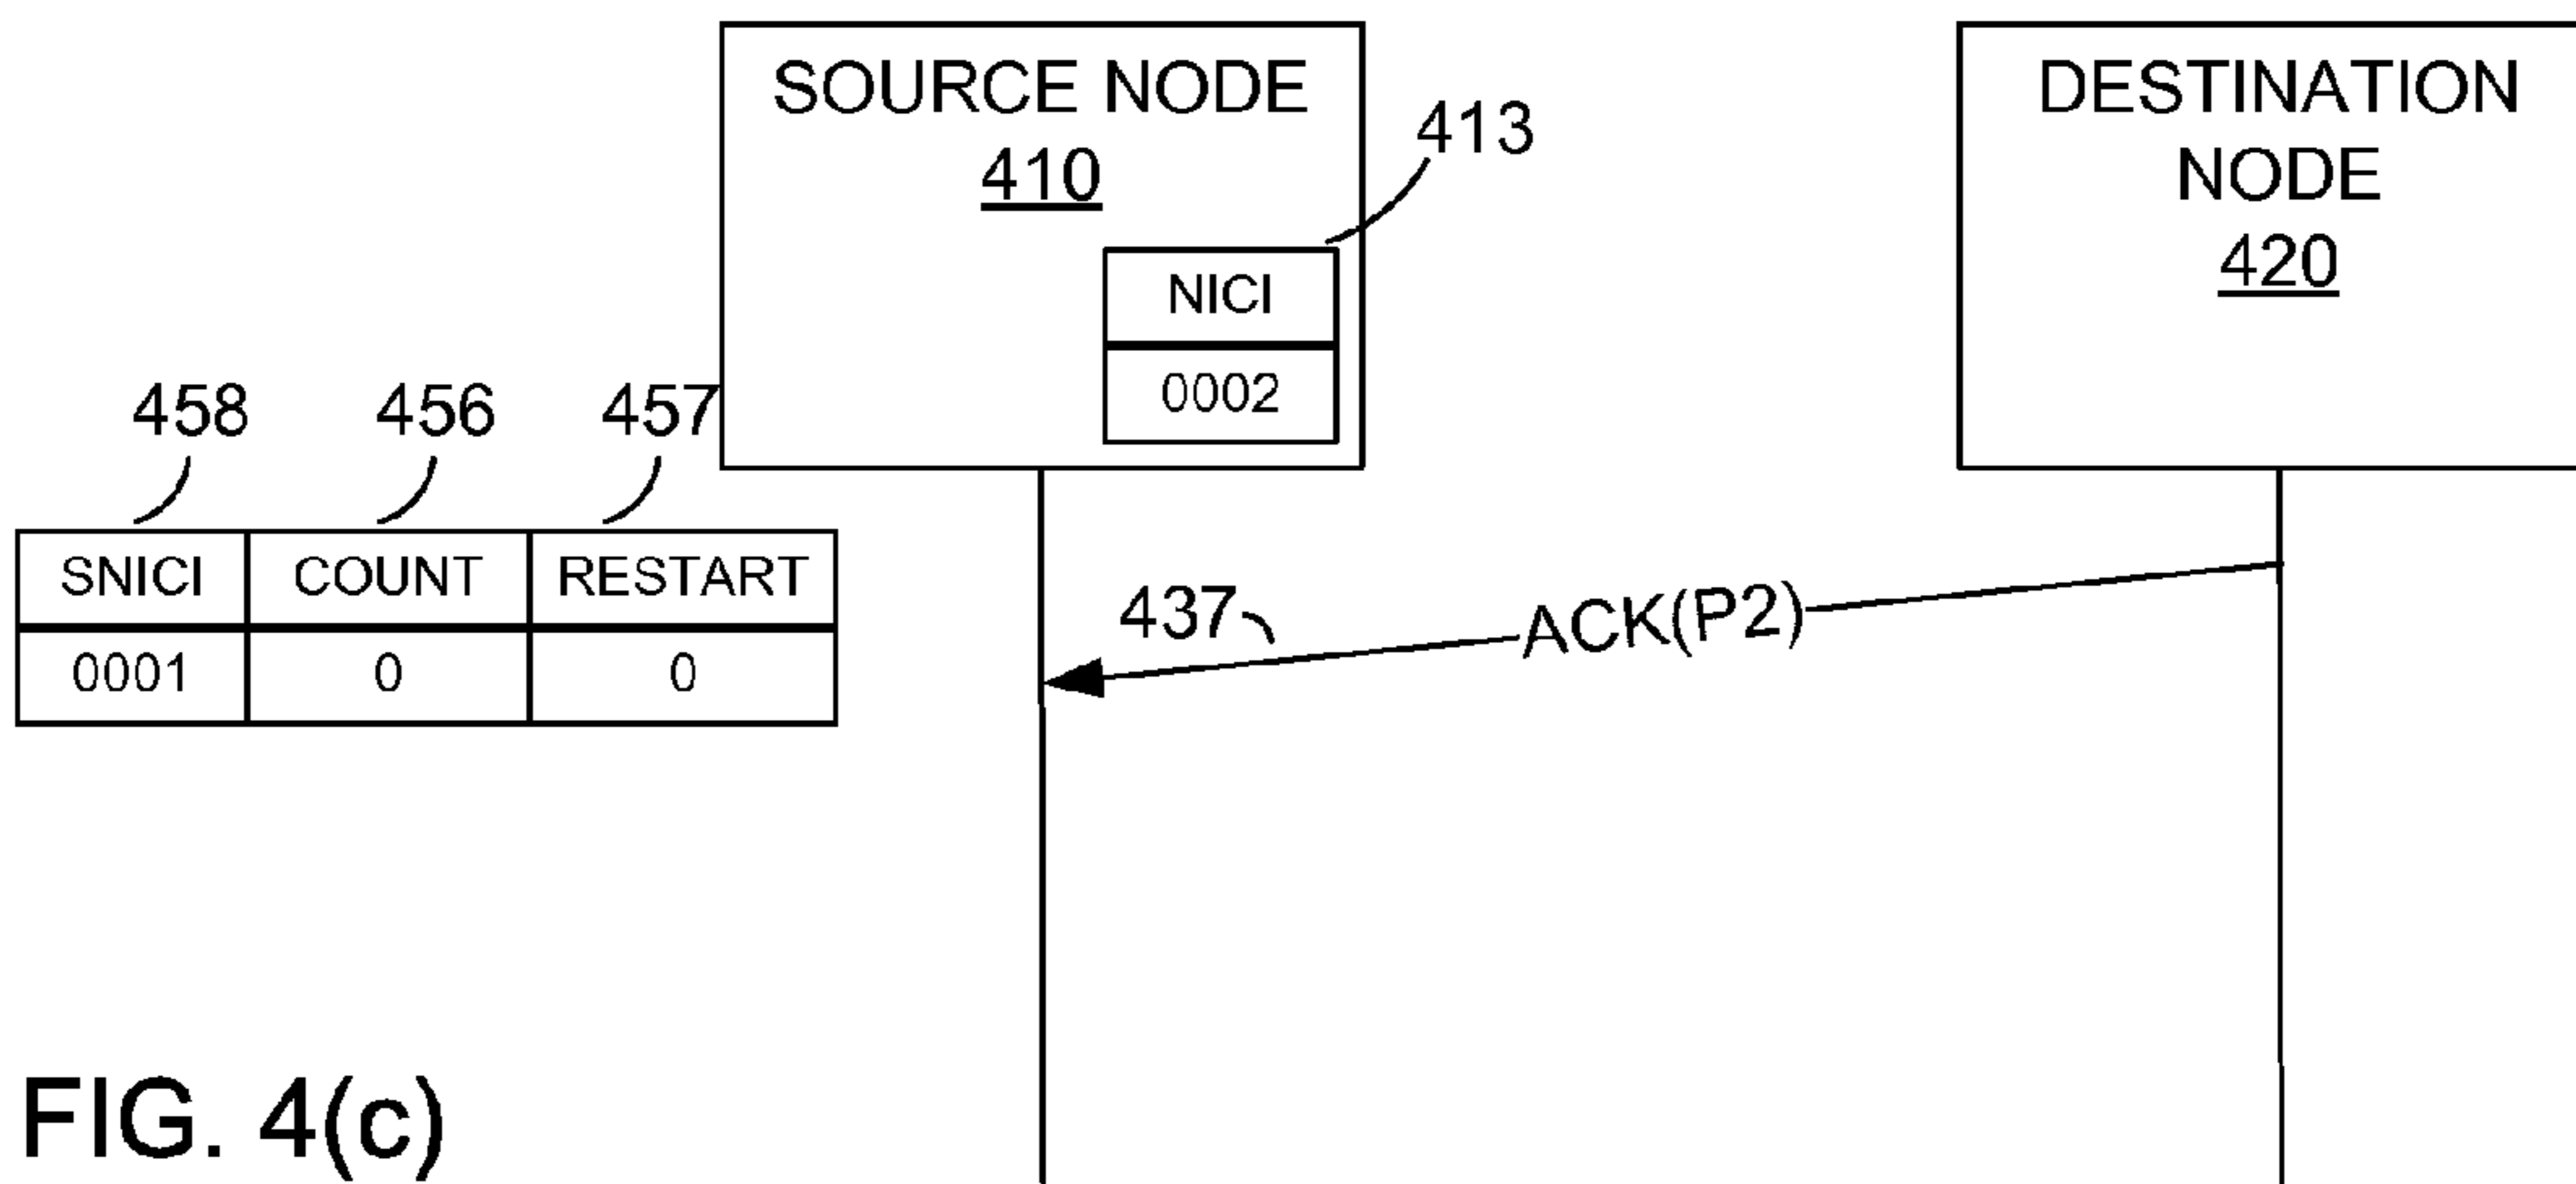 SOURCE NODE
410
413
NICI
0002
DESTINATION
NODE
420
458 456 457
SNICI COUNT RESTART
0001 0 0
437
ACK(P2)
FIG. 4(c)